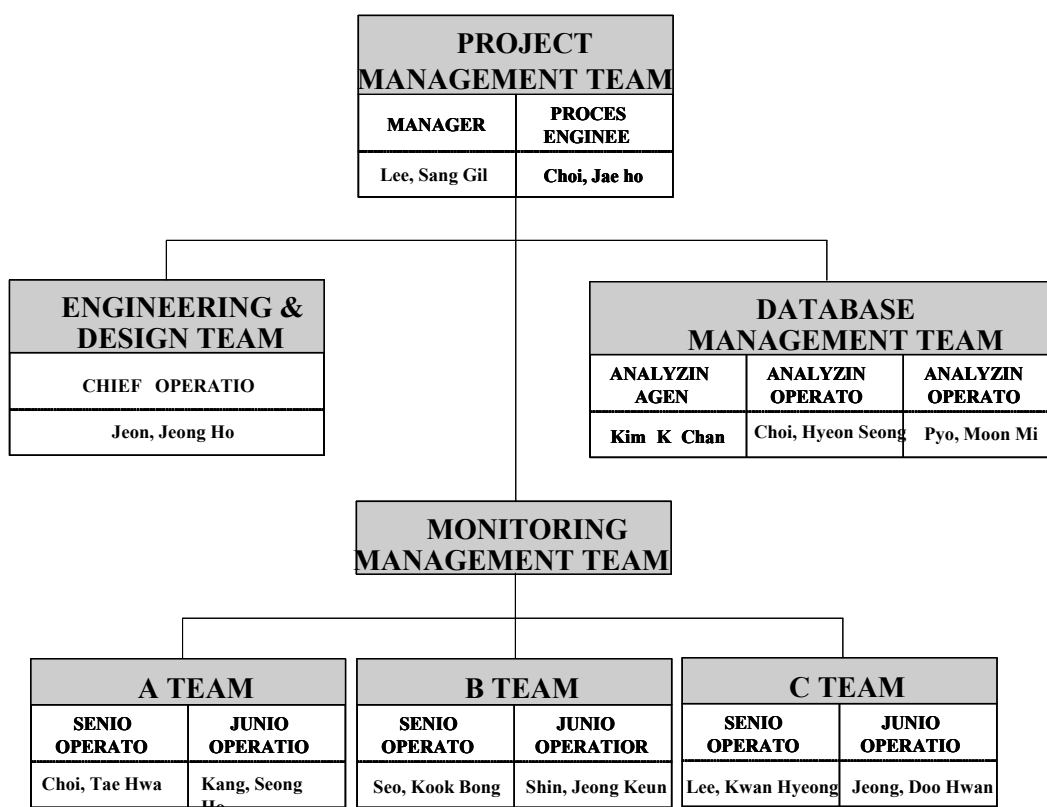 PROJECT
MANAGEMENT TEAM
MANAGER
PROCES
ENGINEE
Lee, Sang Gil
Choi, Jae ho
ENGINEERING &
DESIGN TEAM
CHIEF OPERATIO
Jeon, Jeong Ho
DATABASE
MANAGEMENT TEAM
ANALYZIN
AGEN
ANALYZIN
OPERATO
ANALYZIN
OPERATO
Kim K Chan
Choi, Hyeon Seong
Pyo, Moon Mi
MONITORING
MANAGEMENT TEAM
A TEAM
SENIO
OPERATO
JUNIO
OPERATIO
Choi, Tae Hwa
Kang, Seong
Ho
B TEAM
SENIO
OPERATO
JUNIO
OPERATIOR
Seo, Kook Bong
Shin, Jeong Keun
C TEAM
SENIO
OPERATO
JUNIO
OPERATIO
Lee, Kwan Hyeong
Jeong, Doo Hwan